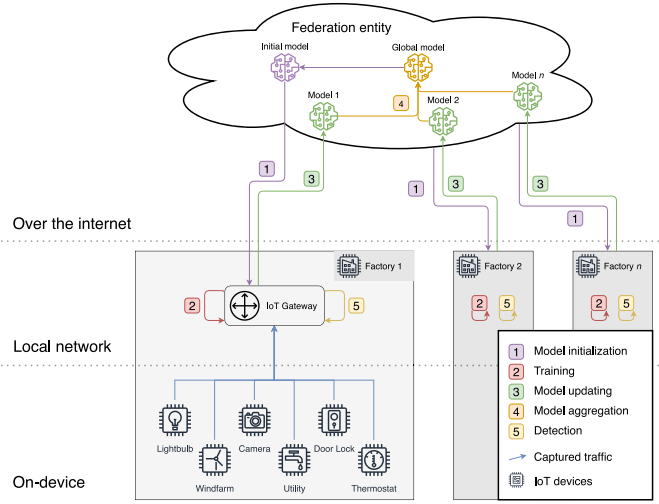 Federation entity
Initial model
Global model
Model 1
Model 2
Model n
4
1
3
1
3
3
1
Over the internet
Factory 1
Factory 2
Factory n
2
IoT Gateway
5
2
5
2
5
Local network
Lightbulb
Camera
Door Lock
Windfarm
Utility
Thermostat
On-device
1 Model initialization
2 Training
3 Model updating
4 Model aggregation
5 Detection
Captured traffic
IoT devices